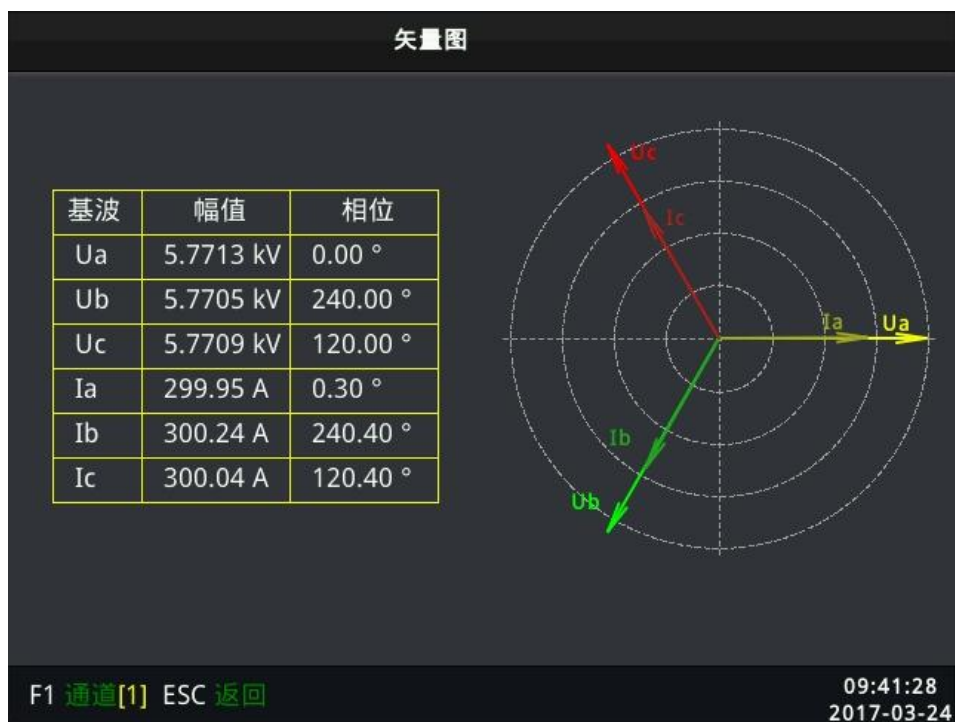 矢量图
基波 幅值 相位
Ua 5.7713 kV 0.00 °
Ub 5.7705 kV 240.00 °
Uc 5.7709 kV 120.00 °
Ia 299.95 A 0.30 °
Ib 300.24 A 240.40 °
Ic 300.04 A 120.40 °
Uc
Ic
Ia Ua
Ib
Ub
F1 通道[1] ESC 返回
09:41:28
2017-03-24